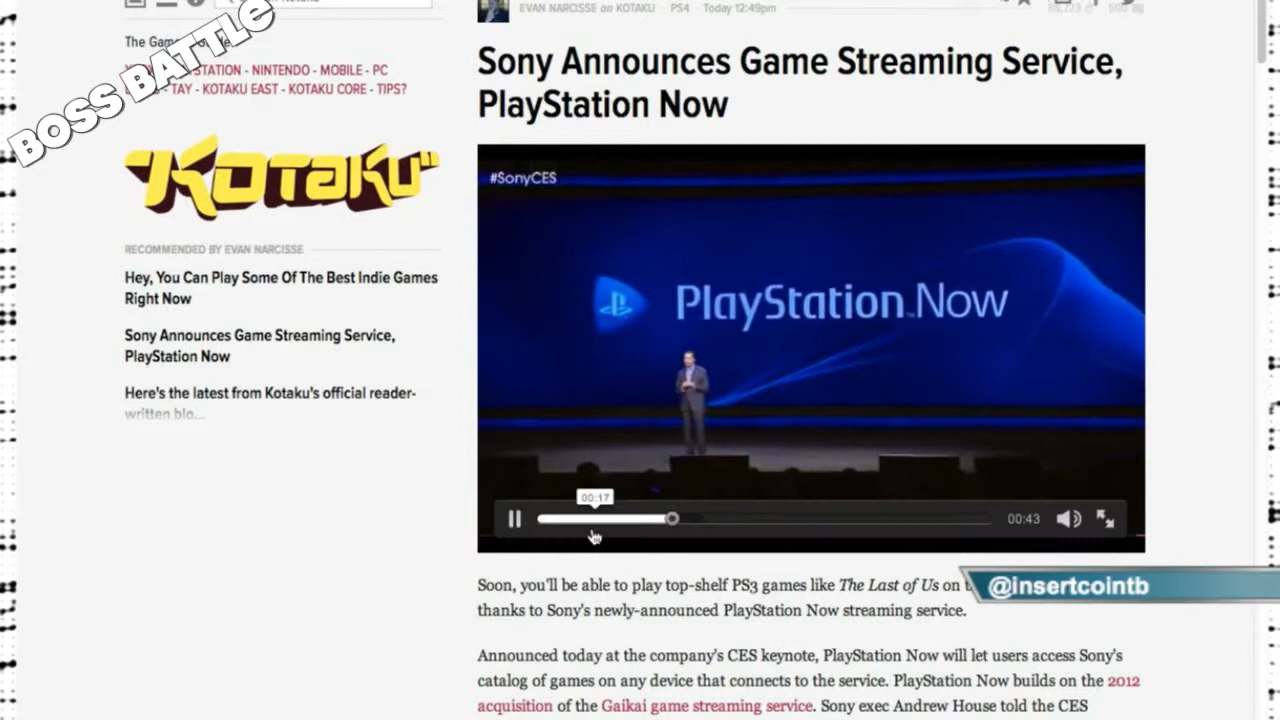 EVAN NARCISSE on KOTAKU PS4 Today 12:49pm
BOSS BATTLE
The
STATION - NINTENDO - MOBILE - PC
- TAY - KOTAKU EAST - KOTAKU CORE - TIPS?
"KOTAKU"
RECOMMENDED BY EVAN NARCISSE
Hey, You Can Play Some Of The Best Indie Games
Right Now
Sony Announces Game Streaming Service,
PlayStation Now
Here's the latest from Kotaku's official reader-
written blo...
Sony Announces Game Streaming Service,
PlayStation Now
#SonyCES
PlayStation™Now
00:17
00:43
Soon, you'll be able to play top-shelf PS3 games like The Last of Us on
@insertcointb
thanks to Sony's newly-announced PlayStation Now streaming service.
Announced today at the company's CES keynote, PlayStation Now will let users access Sony's
catalog of games on any device that connects to the service. PlayStation Now builds on the 2012
acquisition of the Gaikai game streaming service. Sony exec Andrew House told the CES